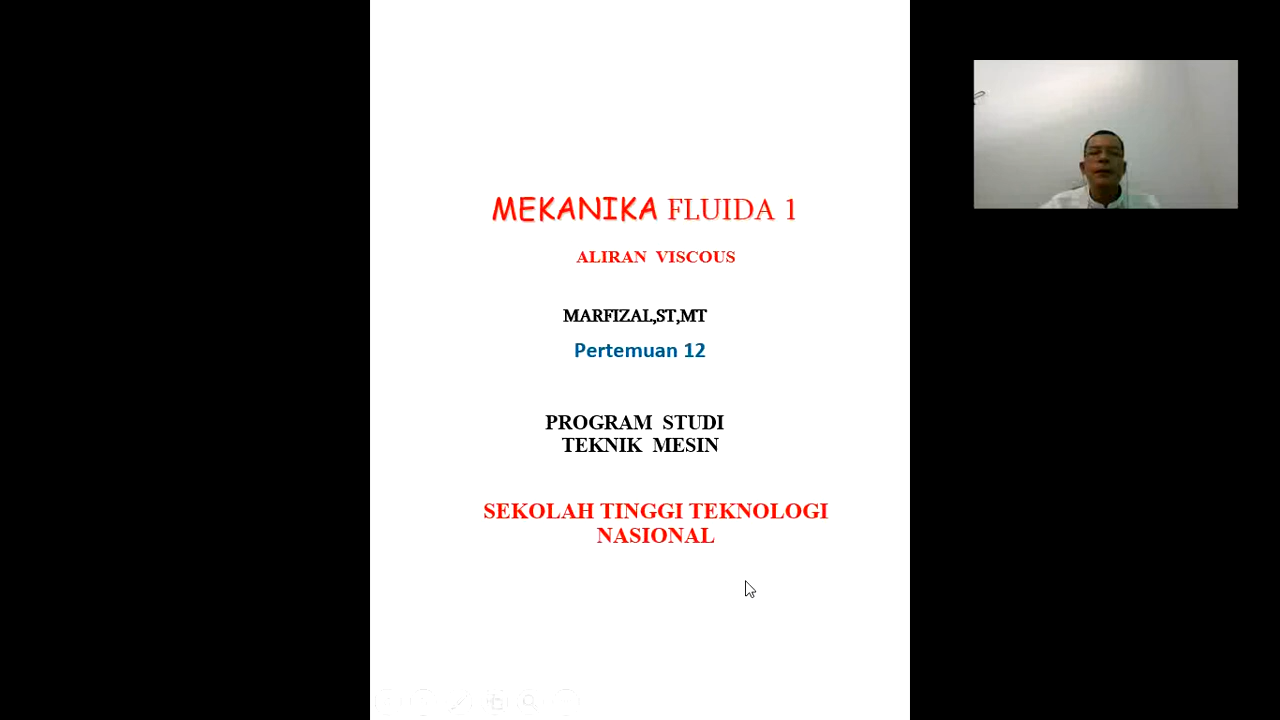 MEKANIKA FLUIDA 1
ALIRAN VISCOUS
MARFIZAL,ST,MT
Pertemuan 12
PROGRAM STUDI
TEKNIK MESIN
SEKOLAH TINGGI TEKNOLOGI
NASIONAL